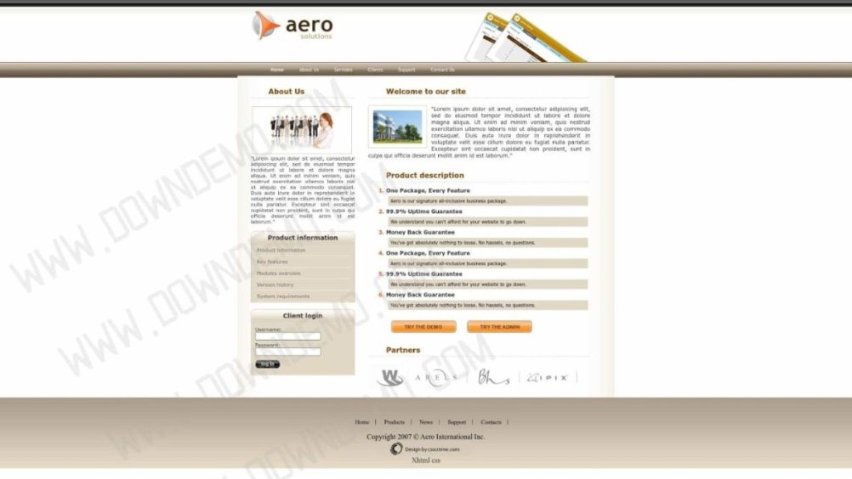 aero
solutions
Home About Us Services Clients Support Contact Us
About Us
"Lorem ipsum dolor sit amet, consectetur adipisicing elit, sed do eiusmod tempor incididunt ut labore et dolore magna aliqua. Ut enim ad minim veniam, quis nostrud exercitation ullamco laboris nisi ut aliquip ex ea commodo consequat. Duis aute irure dolor in reprehenderit in voluptate velit esse cillum dolore eu fugiat nulla pariatur. Excepteur sint occaecat cupidatat non proident, sunt in culpa qui officia deserunt mollit anim id est laborum."
Product information
Product information
Key features
Modules overview
Version history
System requirements
Client login
Username:
Password:
log in
Welcome to our site
"Lorem ipsum dolor sit amet, consectetur adipisicing elit,
sed do eiusmod tempor incididunt ut labore et dolore
magna aliqua. Ut enim ad minim veniam, quis nostrud
exercitation ullamco laboris nisi ut aliquip ex ea commodo
consequat. Duis aute irure dolor in reprehenderit in
voluptate velit esse cillum dolore eu fugiat nulla pariatur.
Excepteur sint occaecat cupidatat non proident, sunt in
culpa qui officia deserunt mollit anim id est laborum."
Product description
1. One Package, Every Feature
Aero is our signature all-inclusive business package.
2. 99.9% Uptime Guarantee
We understand you can't afford for your website to go down.
3. Money Back Guarantee
You've got absolutely nothing to loose. No hassels, no questions.
4. One Package, Every Feature
Aero is our signature all-inclusive business package.
5. 99.9% Uptime Guarantee
We understand you can't afford for your website to go down.
6. Money Back Guarantee
You've got absolutely nothing to loose. No hassels, no questions.
TRY THE DEMO TRY THE ADMIN
Partners
ARELS
IPIX
Home | Products | News | Support | Contacts |
Copyright 2007 © Aero International Inc.
Design by csscreme.com
Xhtml css
WWW.DOWNDEMO.COM
WWW.DOWNDEMO.COM
WWW.DOWNDEMO.COM